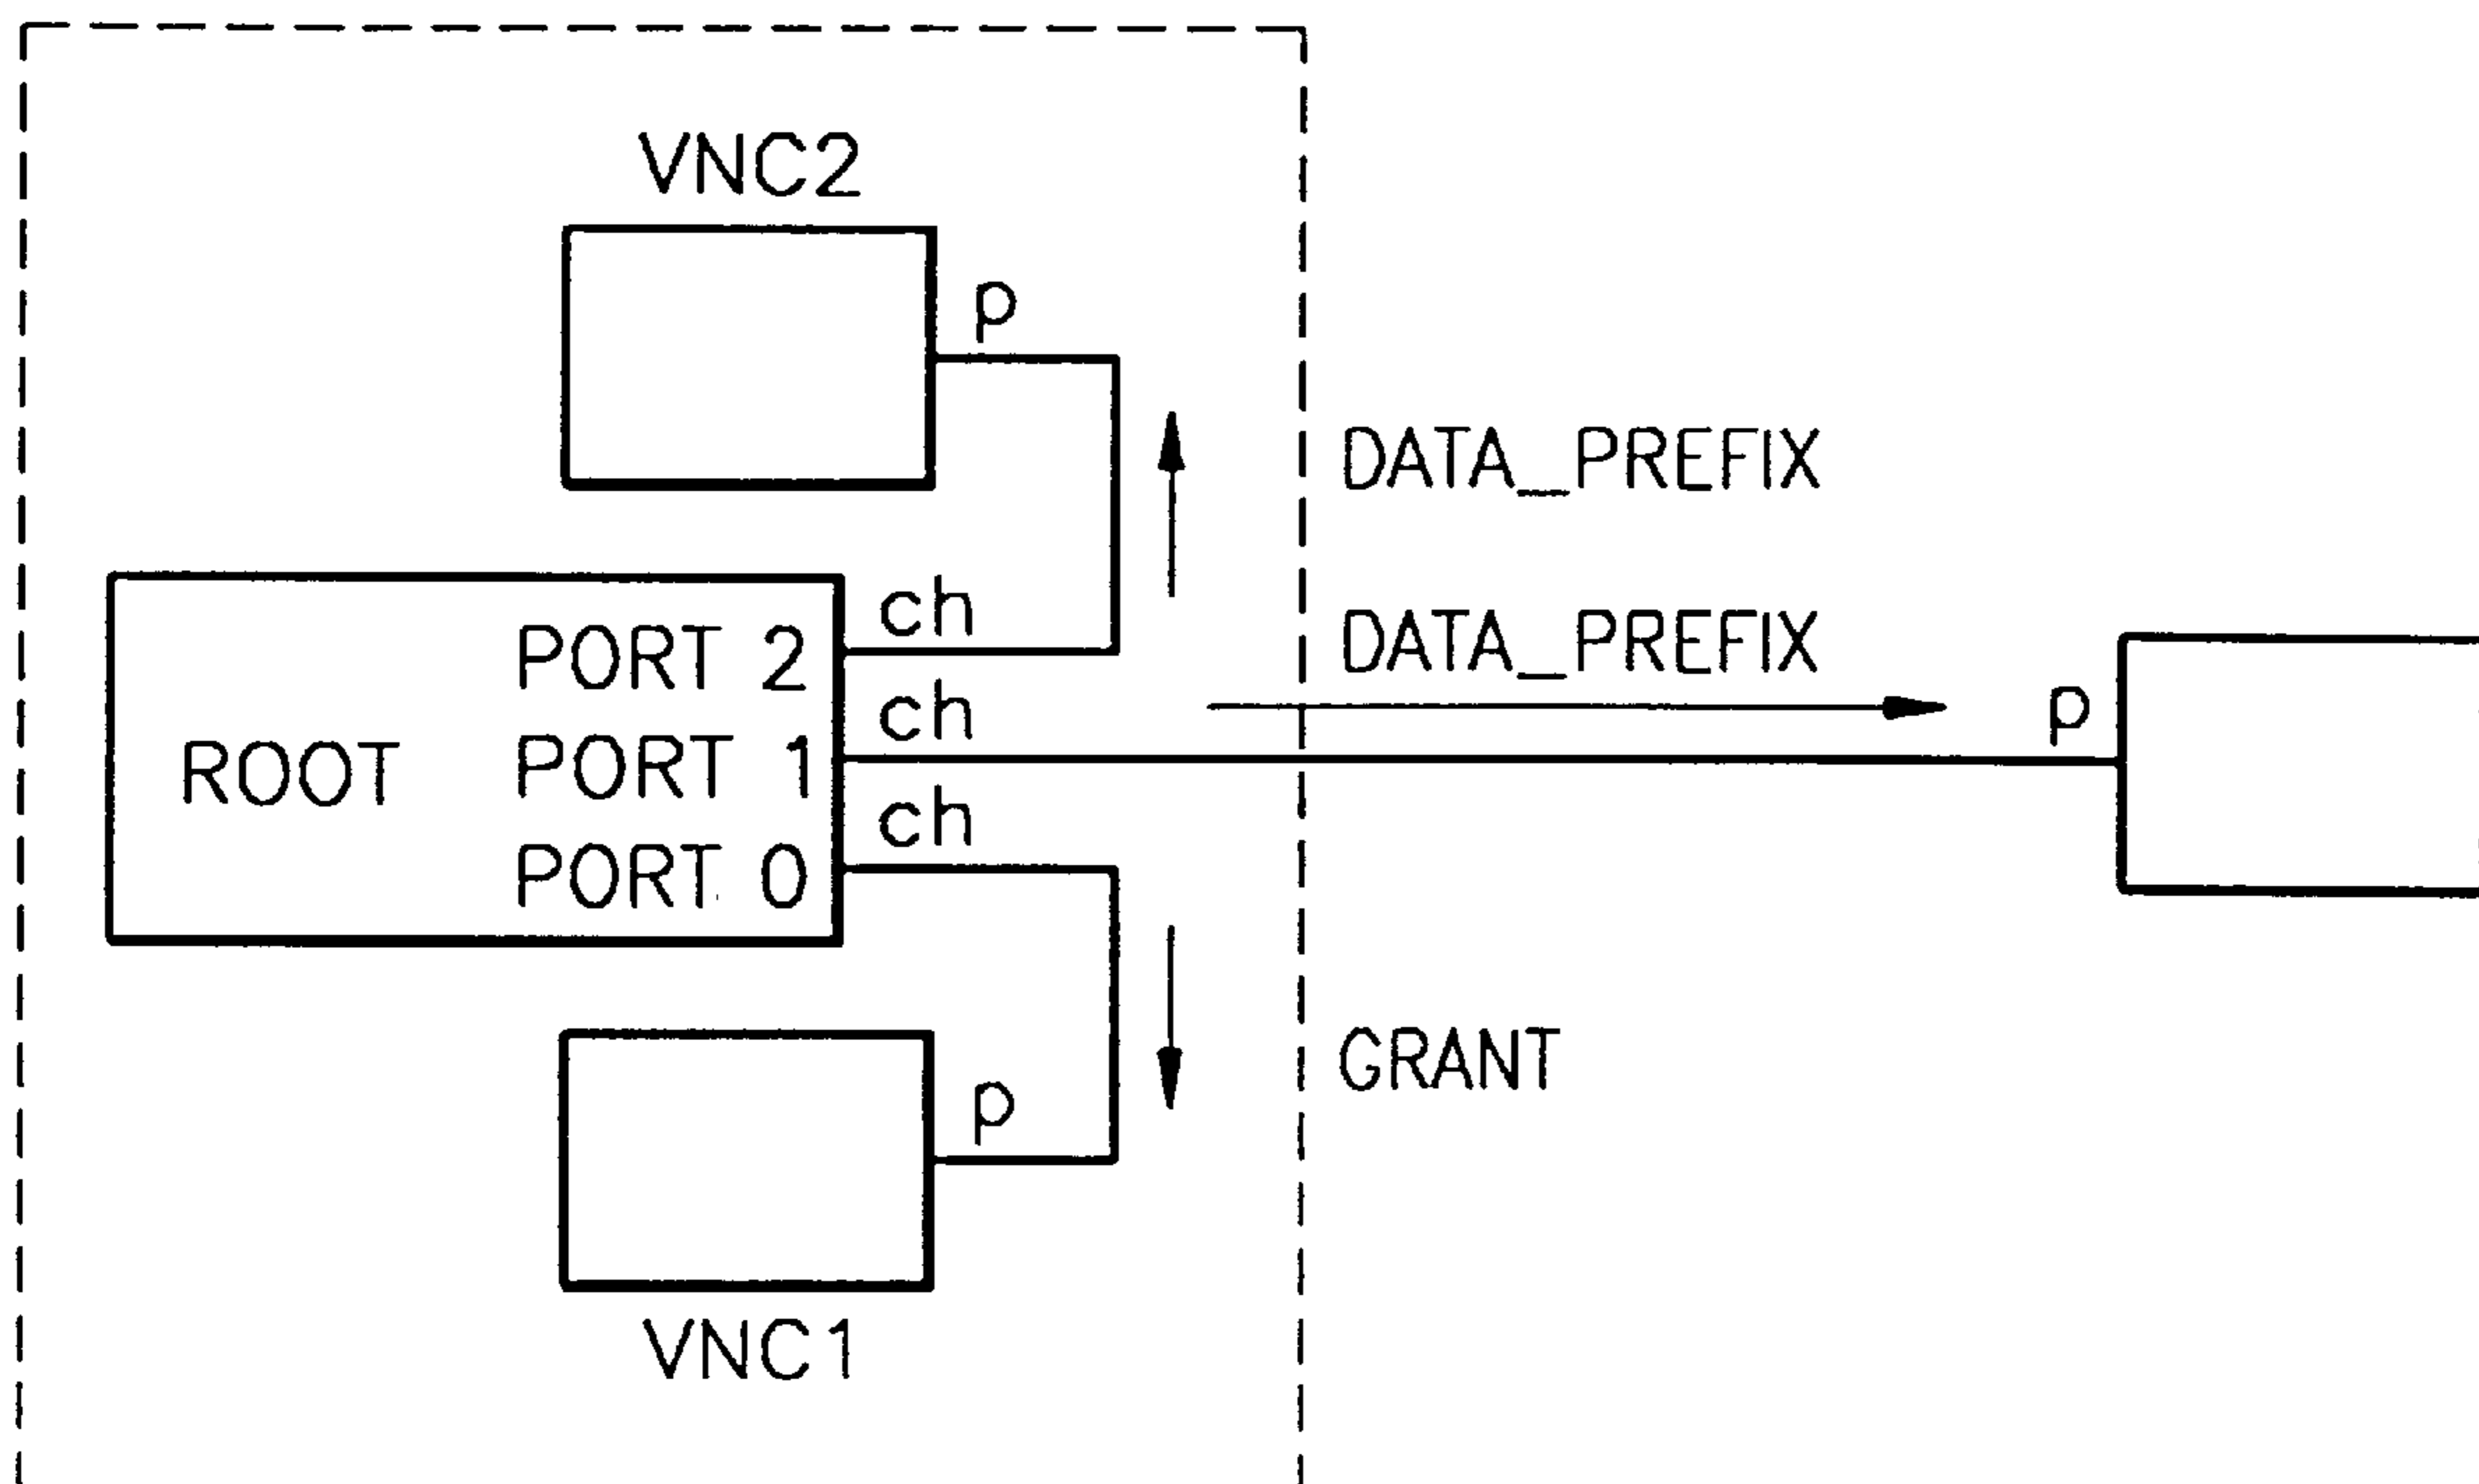 VNC2
p
DATA_PREFIX
ch
PORT 2
DATA_PREFIX
ch
p
ROOT
PORT 1
ch
PORT 0
GRANT
p
VNC1